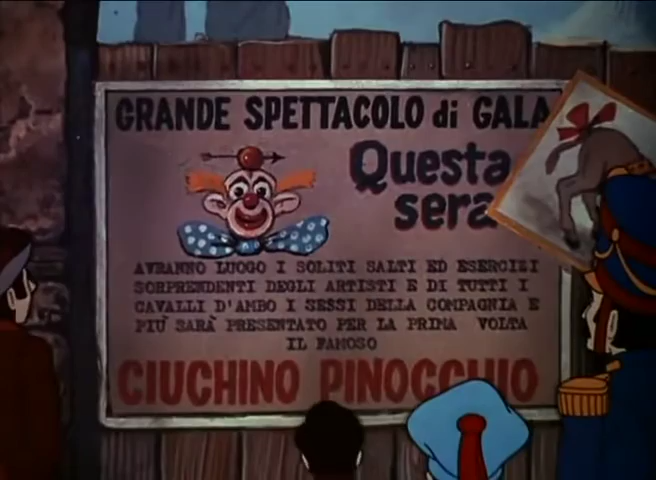 GRANDE SPETTACOLO di GALA
Questa
sera
AVRANNO LUOGO I SOLITI SALTI ED ESERCIZI
SORPRENDENTI DEGLI ARTISTI E DI TUTTI I
CAVALLI D'AMBO I SESSI DELLA COMPAGNIA E
PIÙ SARÀ PRESENTATO PER LA PRIMA VOLTA
IL FAMOSO
CIUCHINO PINOCCHIO